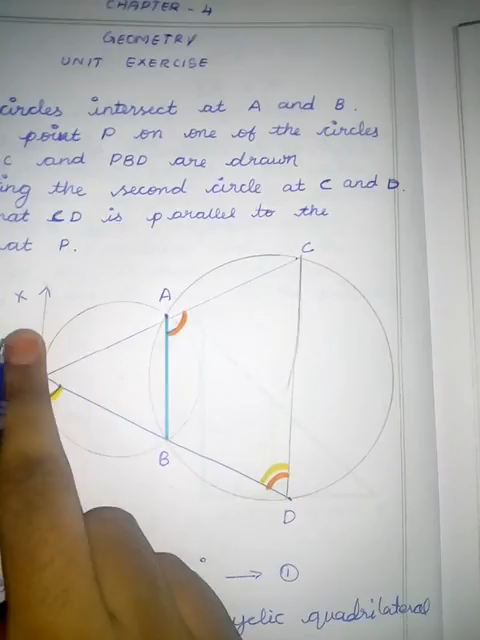 CHAPTER - 4
GEOMETRY
UNIT EXERCISE
circles intersect at A and B.
point P on one of the circles
C and PBD are drawn
ing the second circle at C and D.
at CD is parallel to the
at P.
C
A
X
B
D
° → ①
cyclic quadrilateral